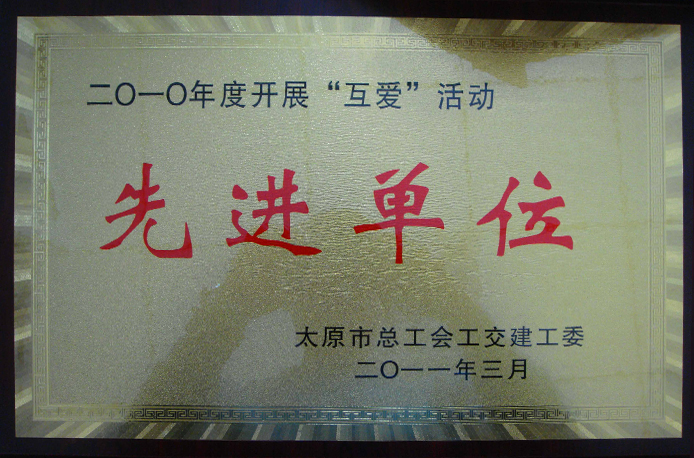 二〇一〇年度开展“互爱”活动
先进单位
太原市总工会工交建工委
二〇一一年三月